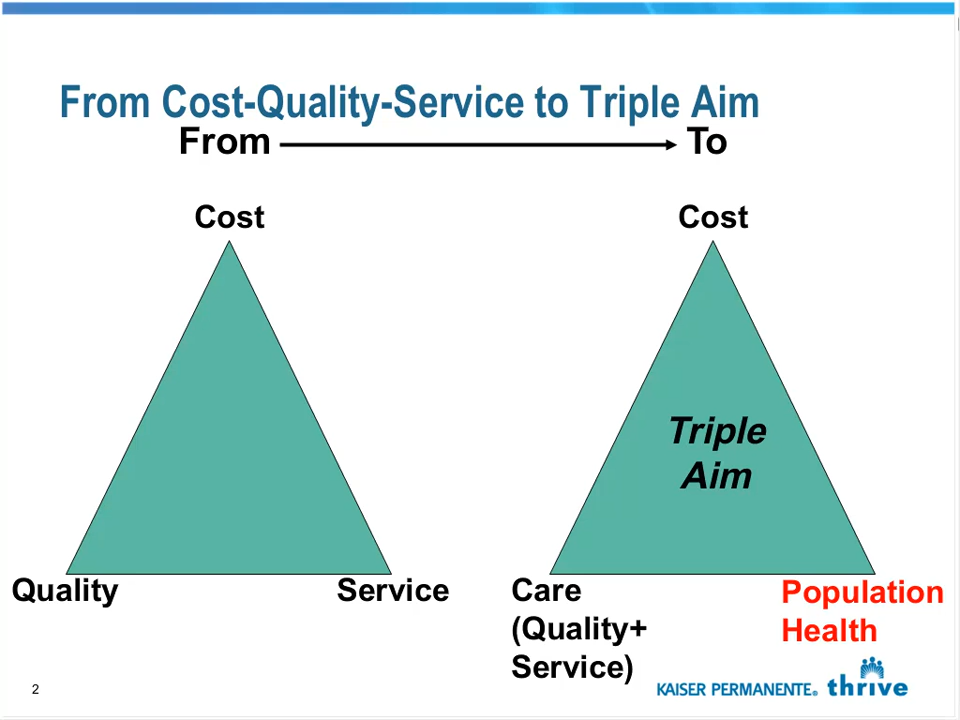 From Cost-Quality-Service to Triple Aim
From To
Cost
Cost
Triple
Aim
Quality
Service
Care
(Quality+
Service)
Population
Health
2
KAISER PERMANENTE® thrive